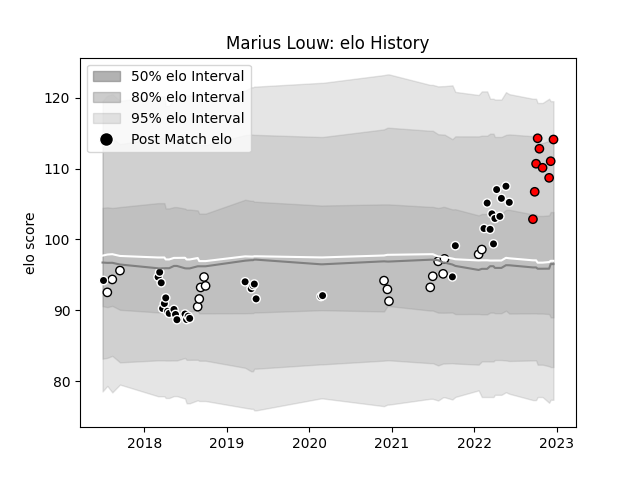 Marius Louw: elo History
50% elo Interval
80% elo Interval
95% elo Interval
Post Match elo
elo score
120
110
100
90
80
2018
2019
2020
2021
2022
2023